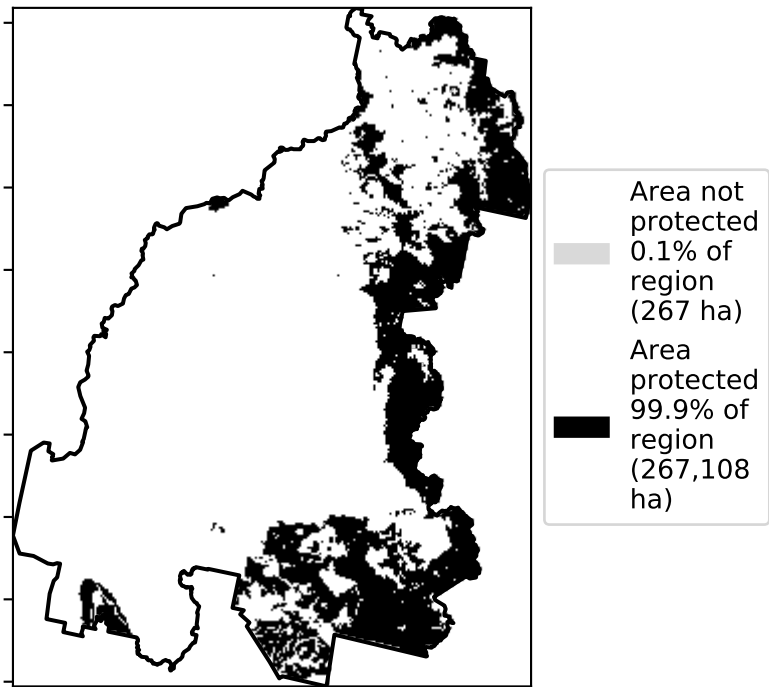 Area not
protected
0.1% of
region
(267 ha)
Area
protected
99.9% of
region
(267,108
ha)